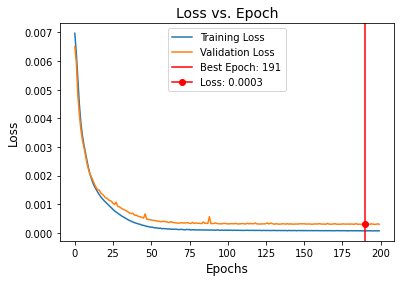 Loss vs. Epoch
Training Loss
Validation Loss
Best Epoch: 191
Loss: 0.0003
0.007
0.006
0.005
0.004
0.003
0.002
0.001
0.000
Loss
0 25 50 75 100 125 150 175 200
Epochs